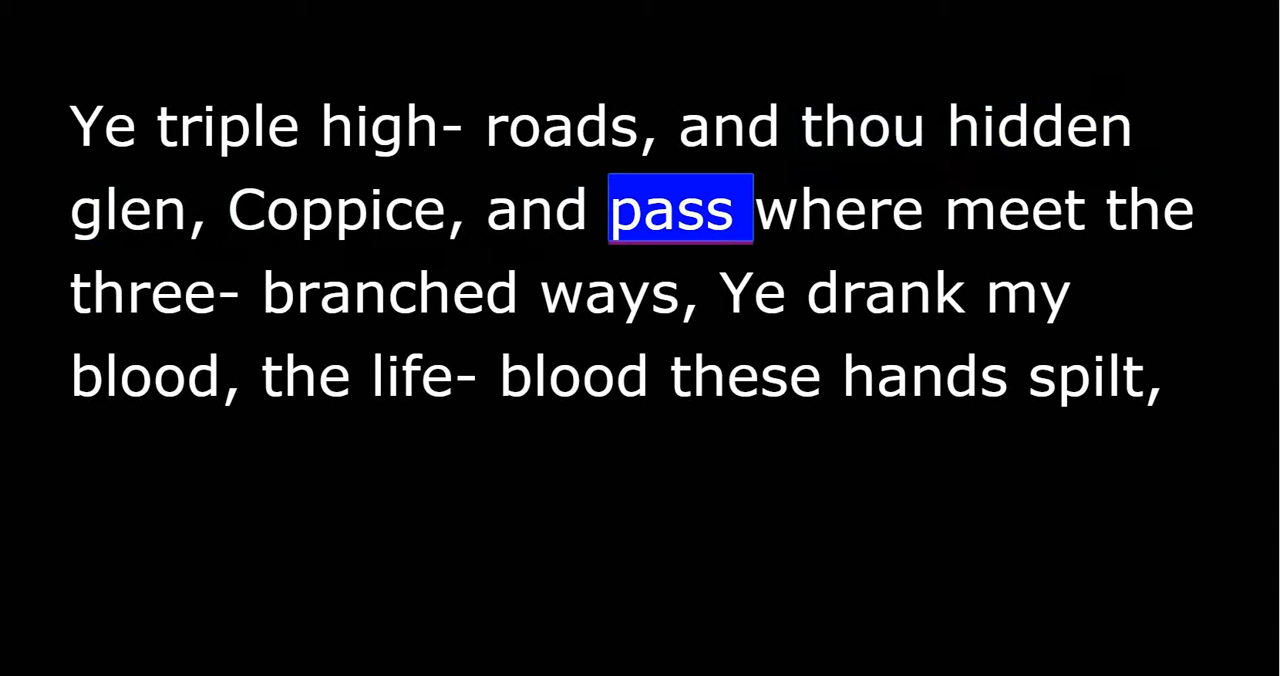 Ye triple high- roads, and thou hidden
glen, Coppice, and pass where meet the
three- branched ways, Ye drank my
blood, the life- blood these hands spilt,